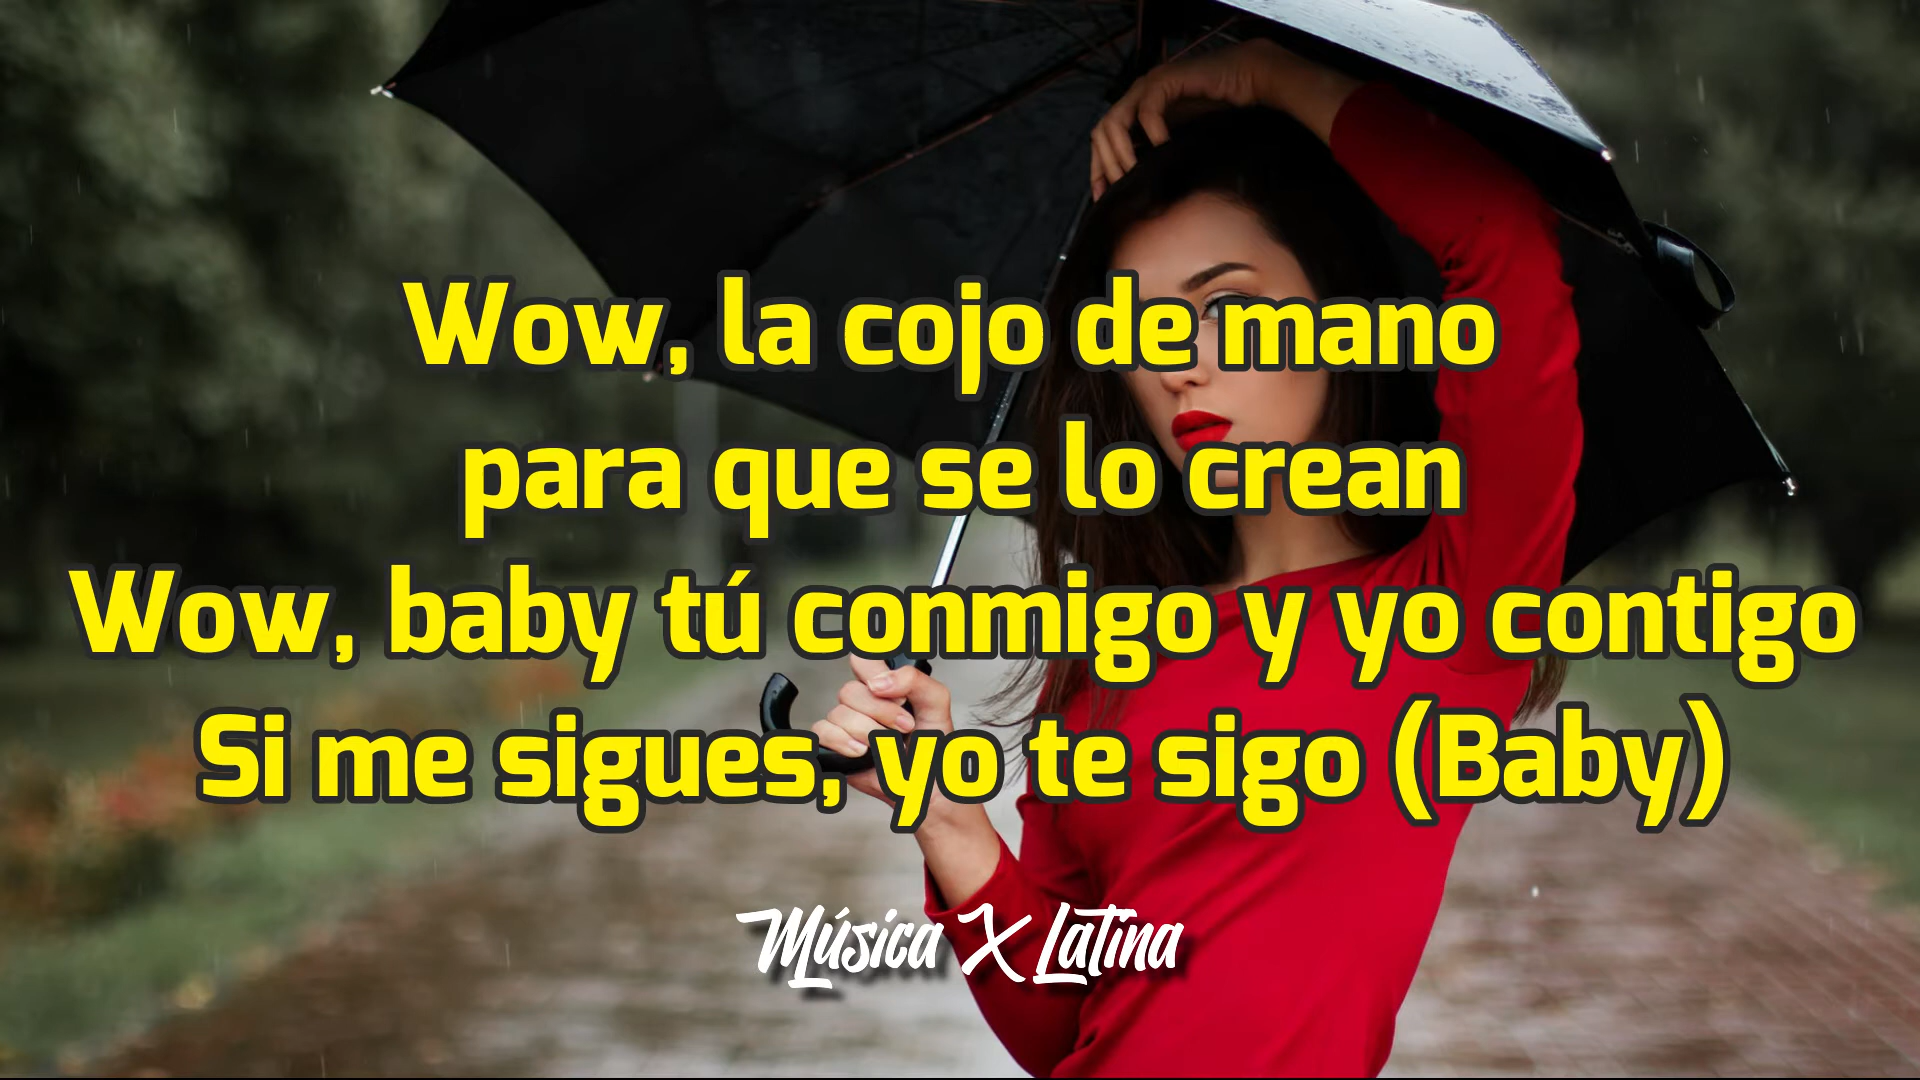 Wow, la cojo de mano
para que se lo crean
Wow, baby tú conmigo y yo contigo
Si me sigues, yo te sigo (Baby)
Música X Latina